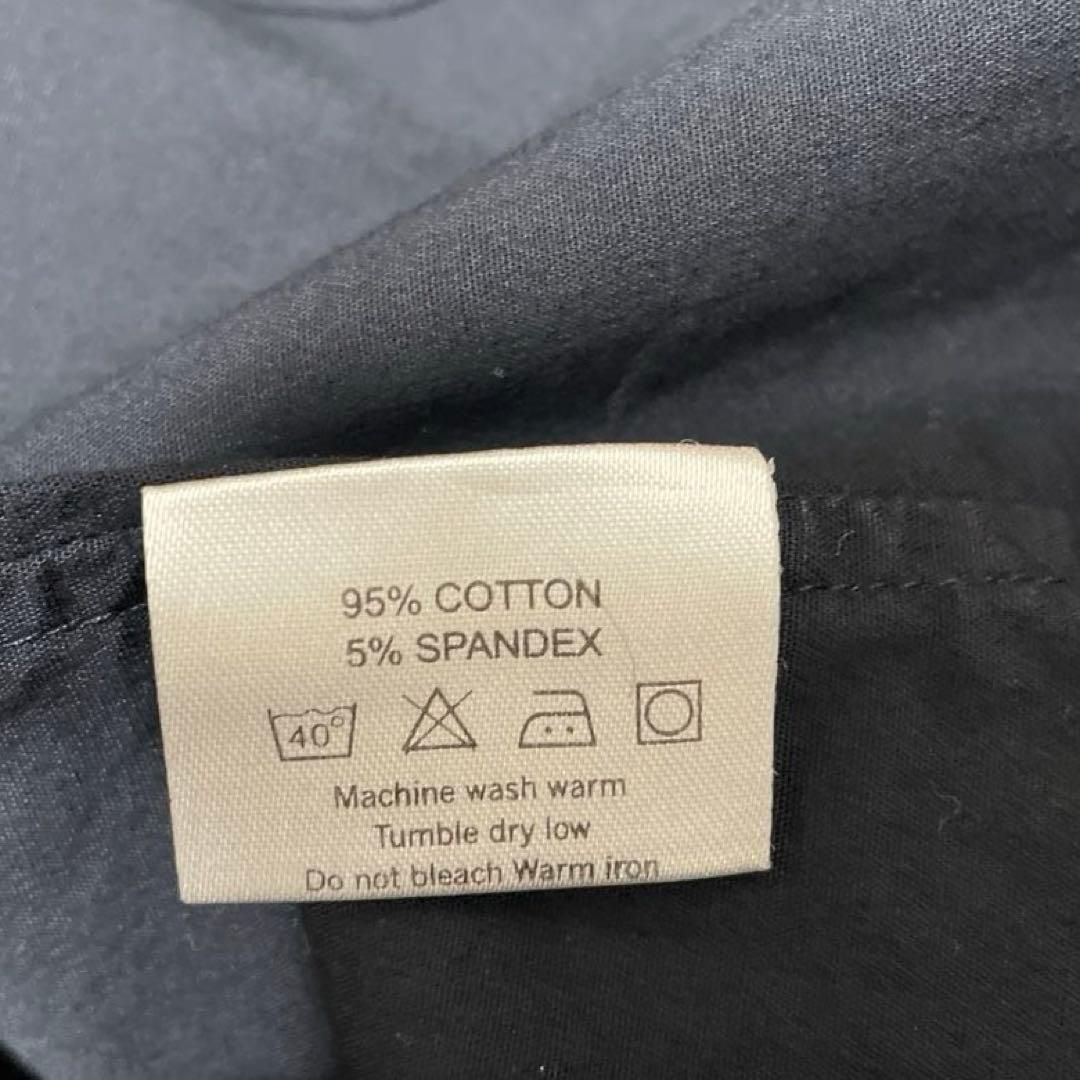 95% COTTON
5% SPANDEX
40°
Machine wash warm
Tumble dry low
Do not bleach Warm iron